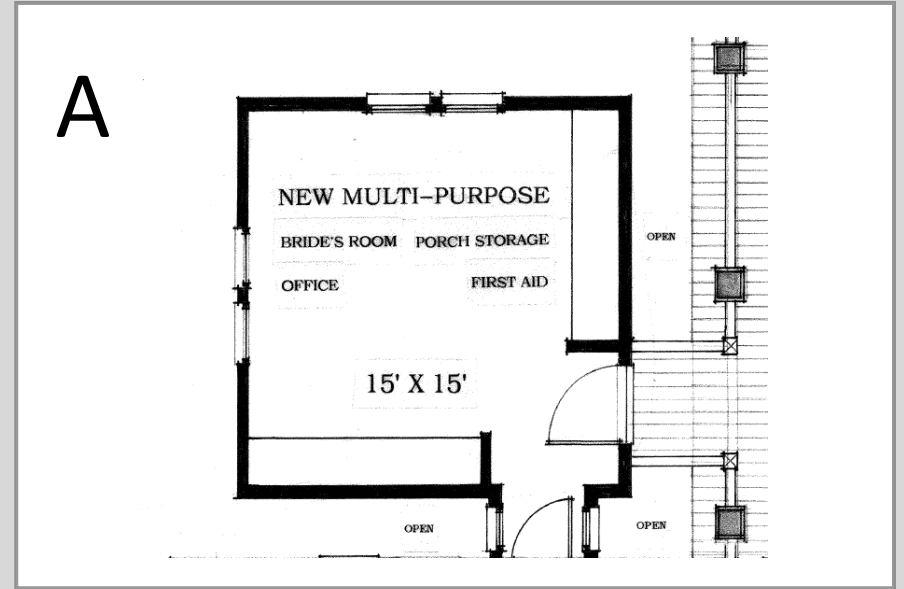 A
NEW MULTI-PURPOSE
BRIDE'S ROOM PORCH STORAGE
OPEN
OFFICE FIRST AID
15' X 15'
OPEN OPEN